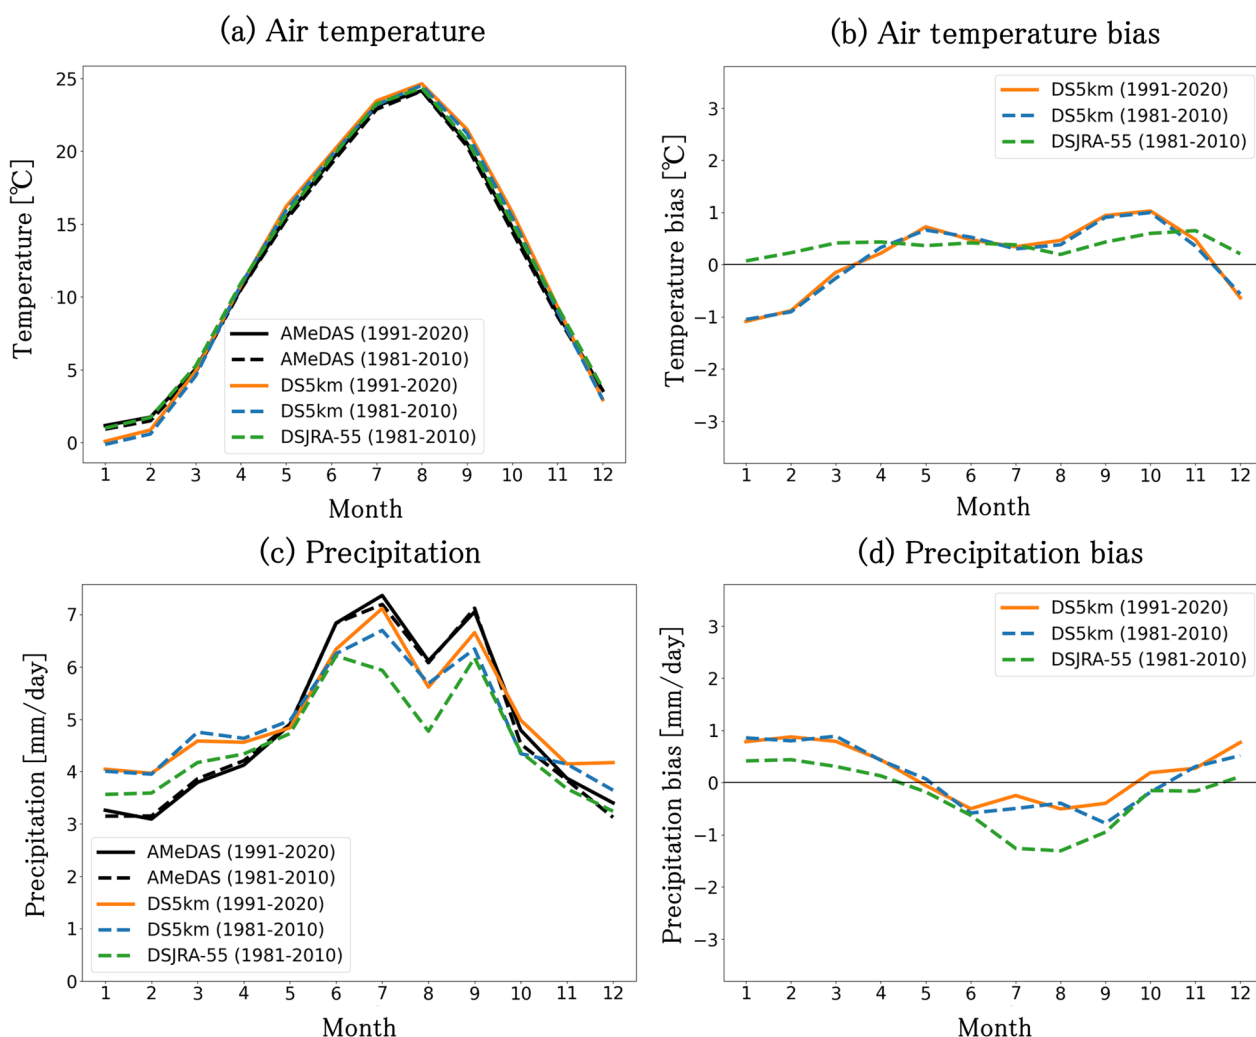 (a) Air temperature
Temperature [℃]
25
20
15
10
5
0
AMeDAS (1991-2020)
AMeDAS (1981-2010)
DS5km (1991-2020)
DS5km (1981-2010)
DSJRA-55 (1981-2010)
1 2 3 4 5 6 7 8 9 10 11 12
Month
(b) Air temperature bias
Temperature bias [℃]
3
2
1
0
−1
−2
−3
DS5km (1991-2020)
DS5km (1981-2010)
DSJRA-55 (1981-2010)
1 2 3 4 5 6 7 8 9 10 11 12
Month
(c) Precipitation
Precipitation [mm/day]
7
6
5
4
3
2
1
0
AMeDAS (1991-2020)
AMeDAS (1981-2010)
DS5km (1991-2020)
DS5km (1981-2010)
DSJRA-55 (1981-2010)
1 2 3 4 5 6 7 8 9 10 11 12
Month
(d) Precipitation bias
Precipitation bias [mm/day]
3
2
1
0
−1
−2
−3
DS5km (1991-2020)
DS5km (1981-2010)
DSJRA-55 (1981-2010)
1 2 3 4 5 6 7 8 9 10 11 12
Month